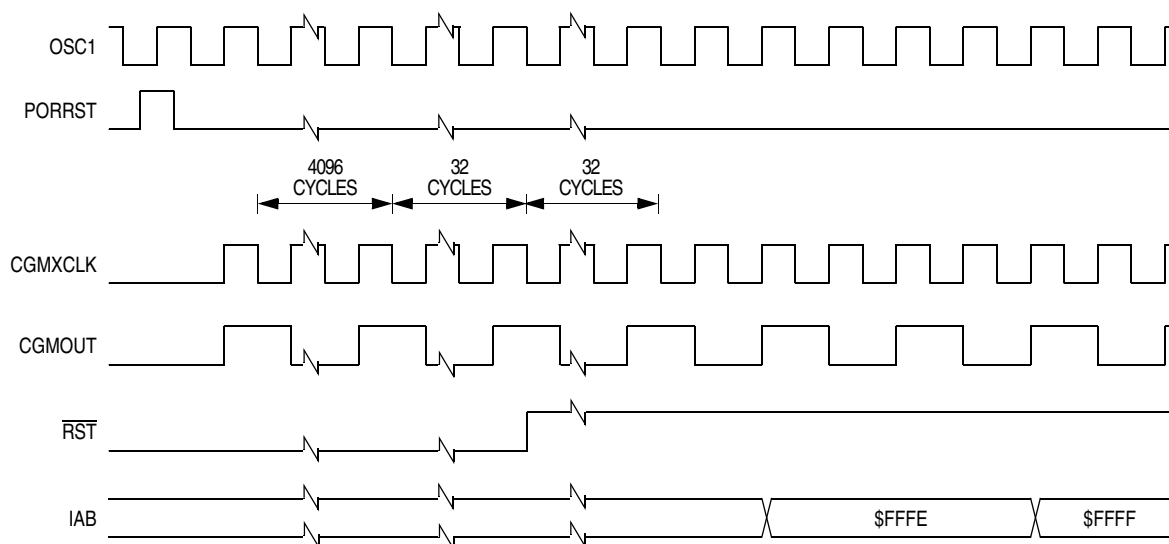 OSC1
PORRST
4096
CYCLES
32
CYCLES
32
CYCLES
CGMXCLK
CGMOUT
RST
IAB
$FFFE
$FFFF